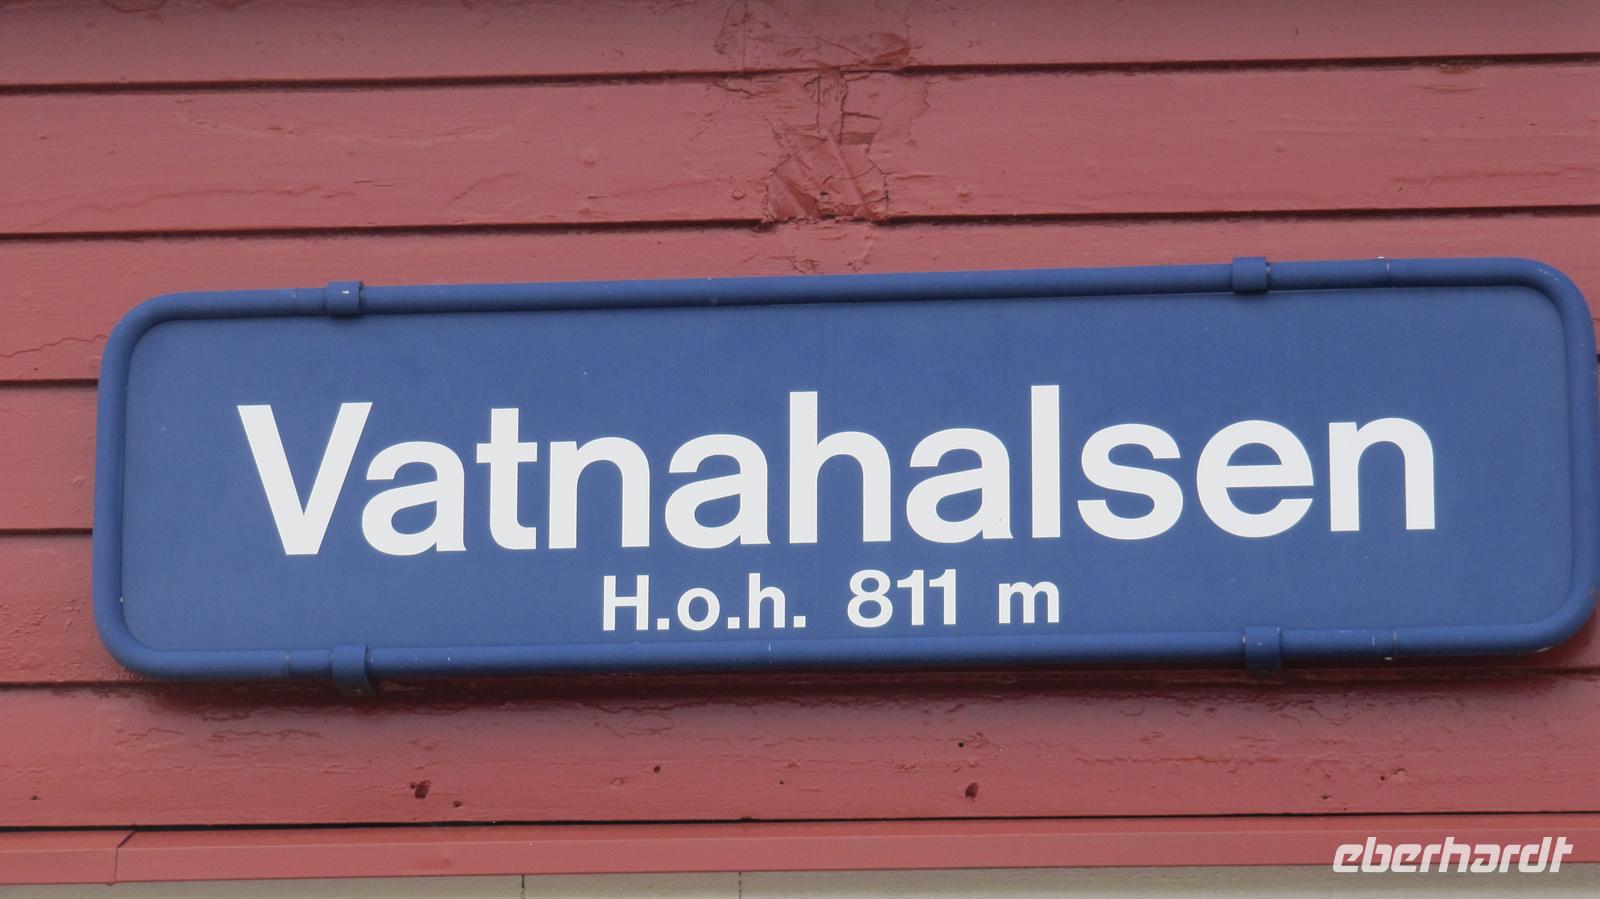 Vatnahalsen
H.o.h. 811 m
eberhardt